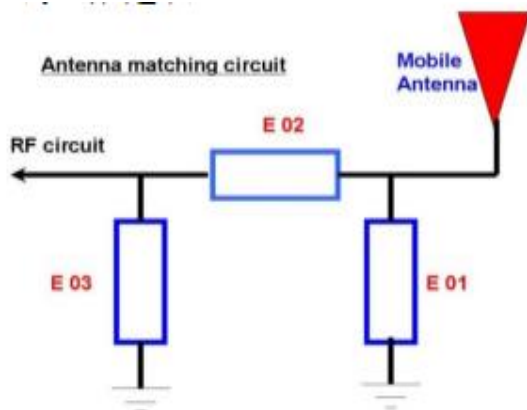 Antenna matching circuit
Mobile
Antenna
E 02
RF circuit
E 03
E 01